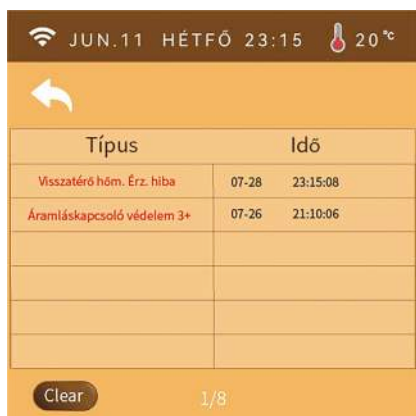 JUN.11 HÉTFŐ 23:15 20℃
Típus Idő
Visszatérő hőm. Érz. hiba 07-28 23:15:08
Áramláskapcsoló védelem 3+ 07-26 21:10:06
Clear 1/8